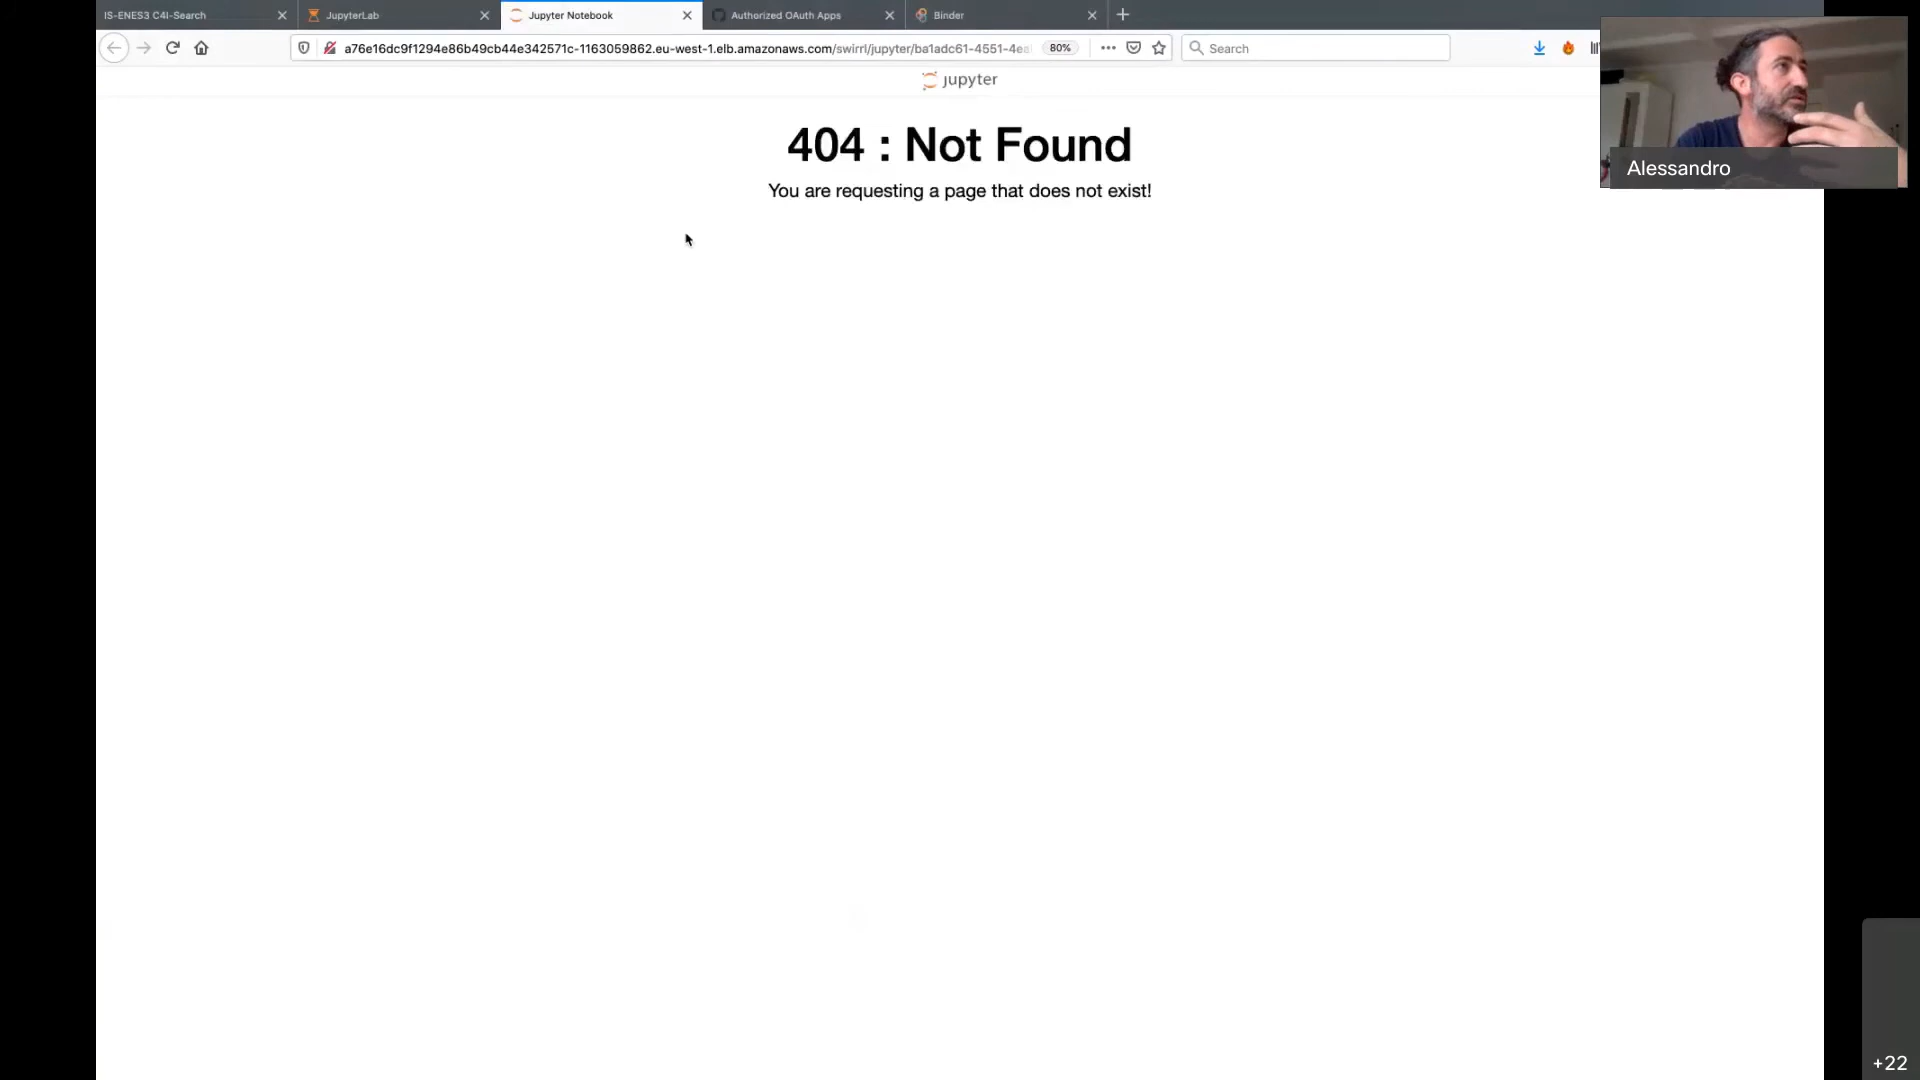 IS-ENES3 C4I-Search
JupyterLab
Jupyter Notebook
Authorized OAuth Apps
Binder
a76e16dc9f1294e86b49cb44e342571c-1163059862.eu-west-1.elb.amazonaws.com/swirrl/jupyter/ba1adc61-4551-4ea
80%
Search
jupyter
404 : Not Found
You are requesting a page that does not exist!
Alessandro
+22